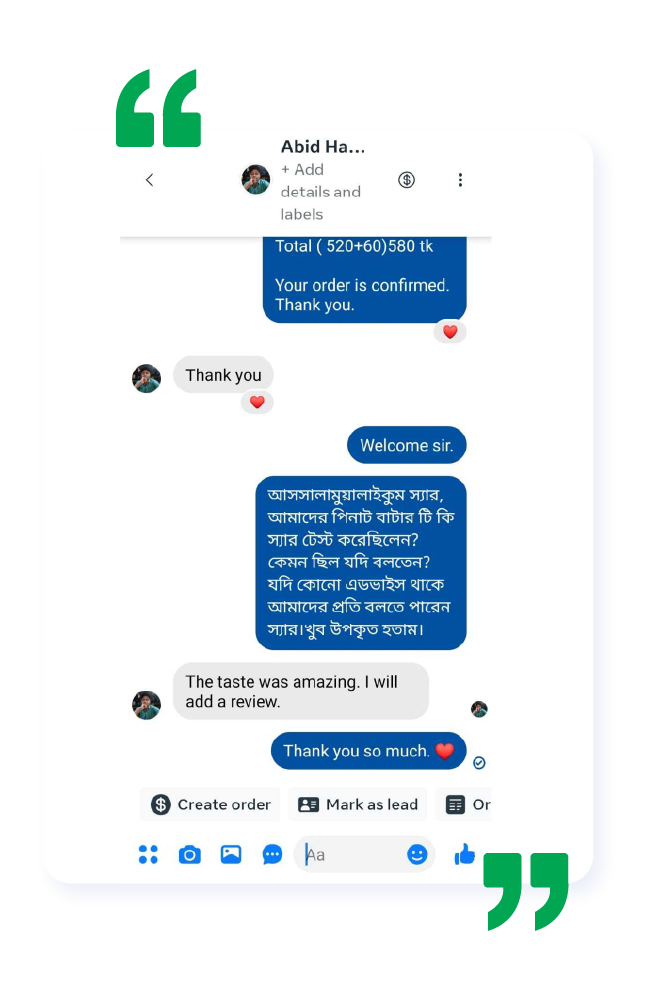 Abid Ha...
+ Add
details and
labels
Total ( 520+60)580 tk
Your order is confirmed.
Thank you.
Thank you
Welcome sir.
আসসালামুয়ালাইকুম স্যার,
আমাদের পিনাট বাটার টি কি
স্যার টেস্ট করেছিলেন?
কেমন ছিল যদি বলতেন?
যদি কোনো এডভাইস থাকে
আমাদের প্রতি বলতে পারেন
স্যার।খুব উপকৃত হতাম।
The taste was amazing. I will
add a review.
Thank you so much. ❤️
Create order
Mark as lead
Or
Aa